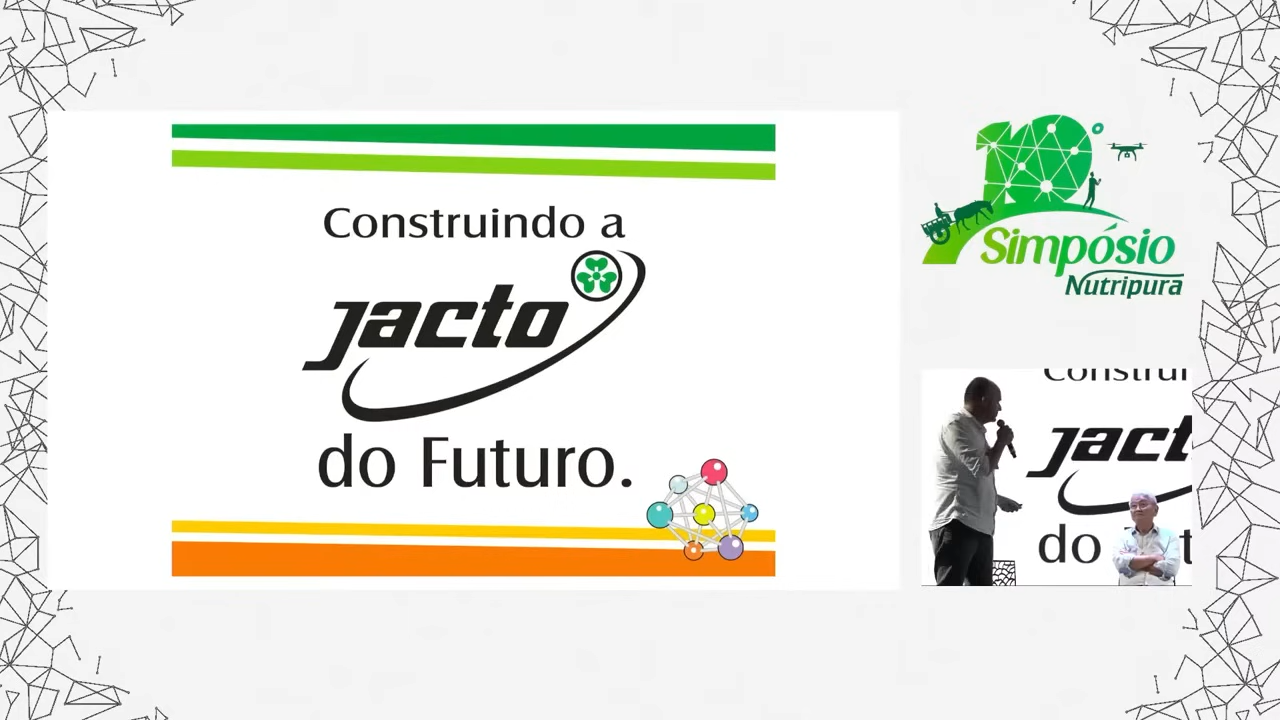 Construindo a
jacto
do Futuro.
10º
Simpósio
Nutripura
Construi
jact
do
t